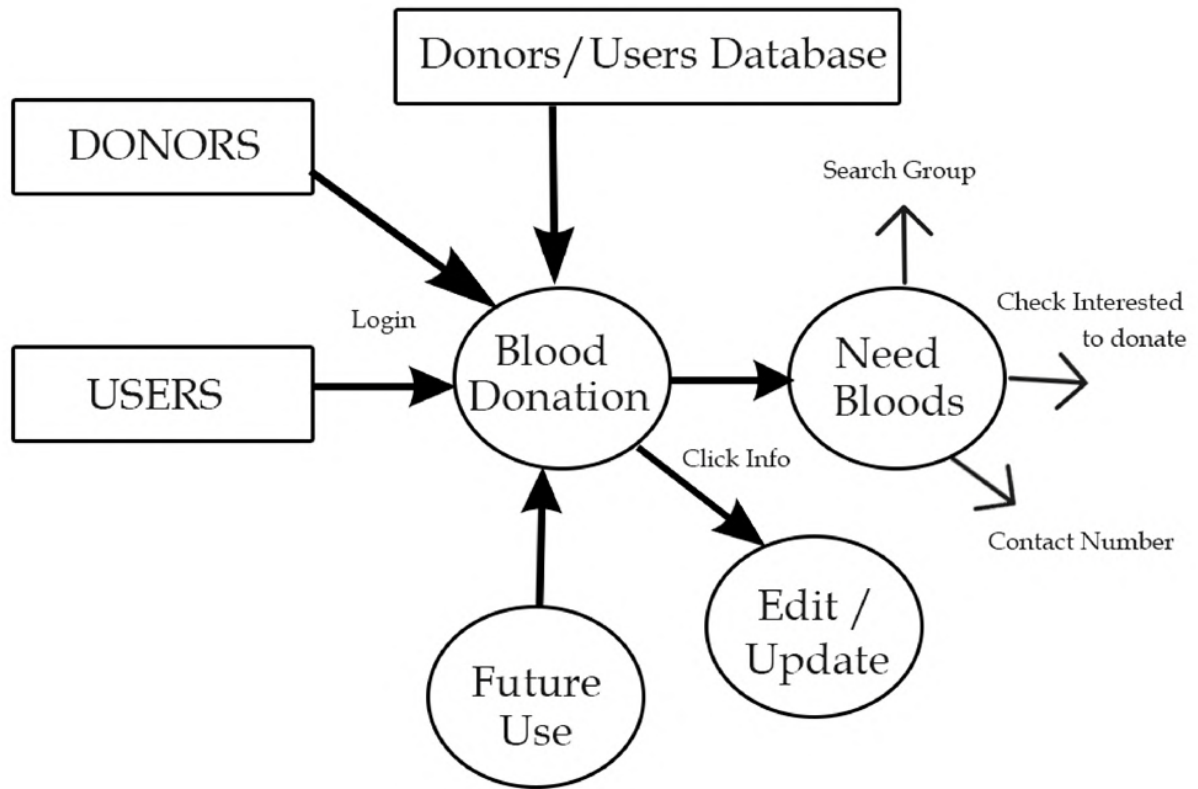 Donors/Users Database
DONORS
Search Group
Check Interested
to donate
Login
Blood
Donation
Need
Bloods
USERS
Click Info
Contact Number
Edit /
Update
Future
Use